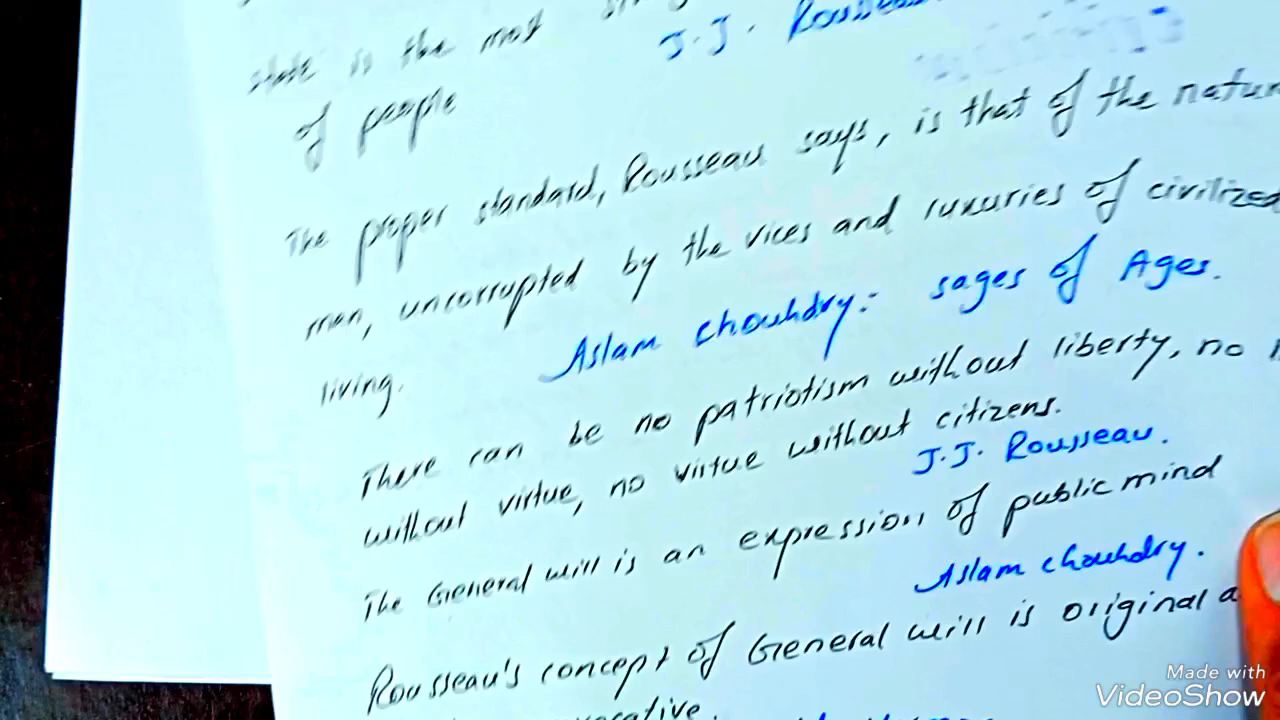 state is the most
J.J. Rousseau
of people
The proper standard, Rousseau says, is that of the
man, uncorrupted by the vices and luxuries of civilized
living.
Aslam Chouhdry:- sages of Ages.
There can be no patriotism without liberty, no
without virtue, no virtue without citizens.
J.J. Rousseau.
The General will is an expression of public mind
Aslam Chouhdry.
Rousseau's concept of General will is original
Made with
VideoShow